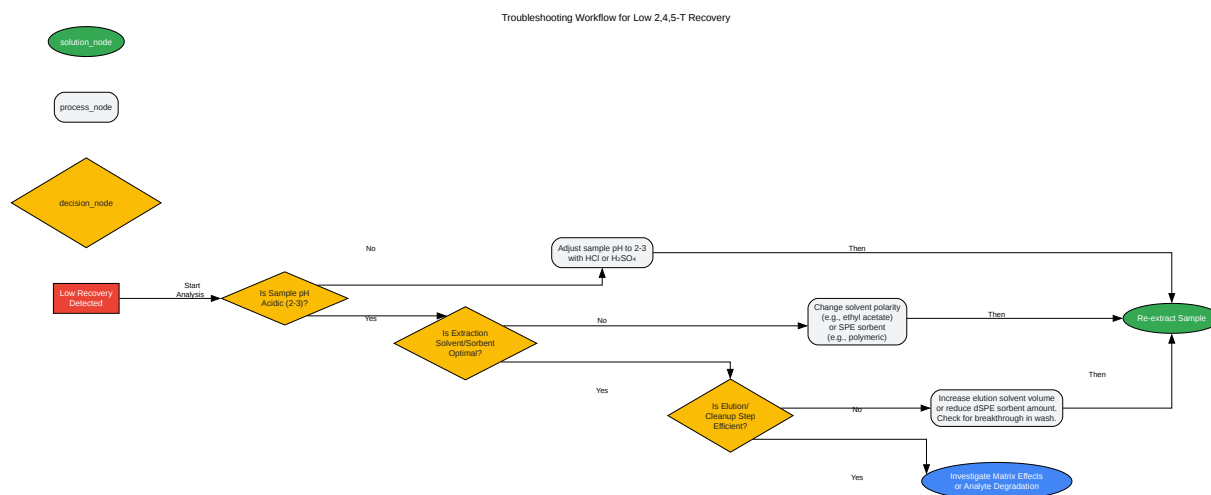 Troubleshooting Workflow for Low 2,4,5-T Recovery
solution_node
process_node
decision_node
Low Recovery
Detected
Start
Analysis
Is Sample pH
Acidic (2-3)?
No
Yes
Adjust sample pH to 2-3
with HCl or H₂SO₄
Then
Is Extraction
Solvent/Sorbent
Optimal?
No
Yes
Change solvent polarity
(e.g., ethyl acetate)
or SPE sorbent
(e.g., polymeric)
Then
Is Elution/
Cleanup Step
Efficient?
No
Yes
Increase elution solvent volume
or reduce dSPE sorbent amount.
Check for breakthrough in wash.
Then
Re-extract Sample
Investigate Matrix Effects
or Analyte Degradation